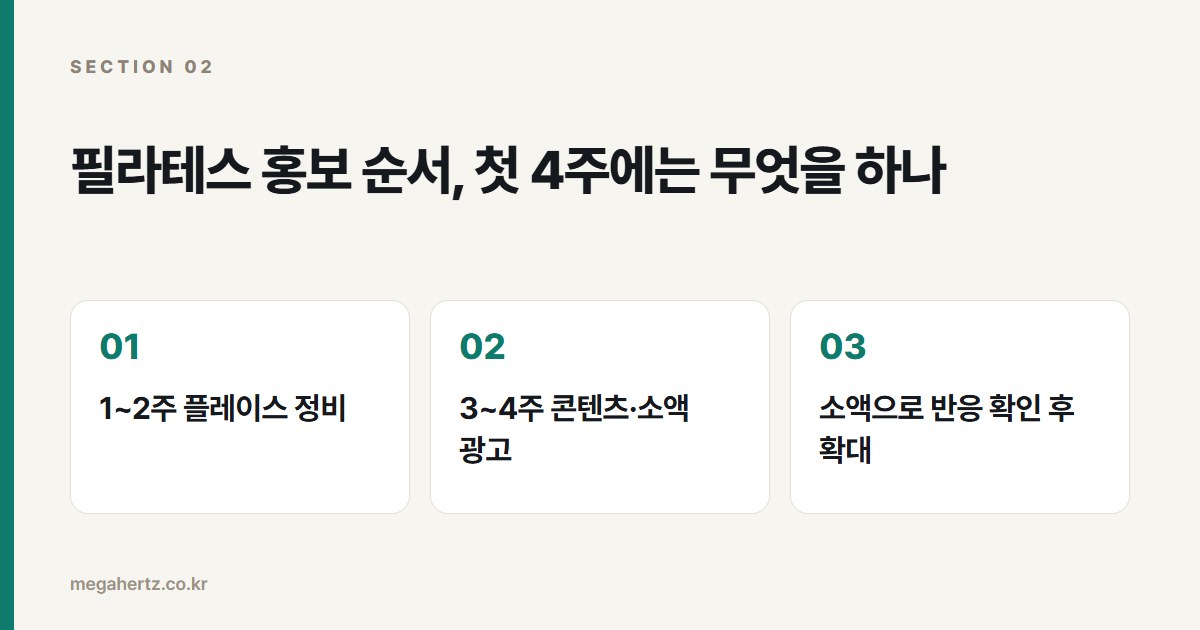 SECTION 02
필라테스 홍보 순서, 첫 4주에는 무엇을 하나
01
1~2주 플레이스 정비
02
3~4주 콘텐츠·소액
광고
03
소액으로 반응 확인 후
확대
megahertz.co.kr